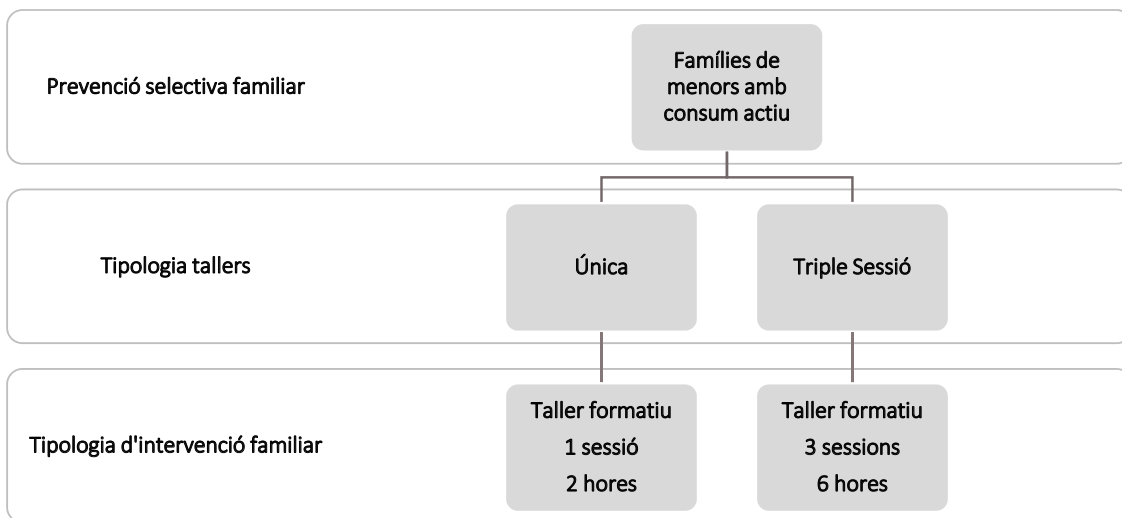 Prevenció selectiva familiar
Famílies de
menors amb
consum actiu
Tipologia tallers
Única
Triple Sessió
Tipologia d'intervenció familiar
Taller formatiu
1 sessió
2 hores
Taller formatiu
3 sessions
6 hores